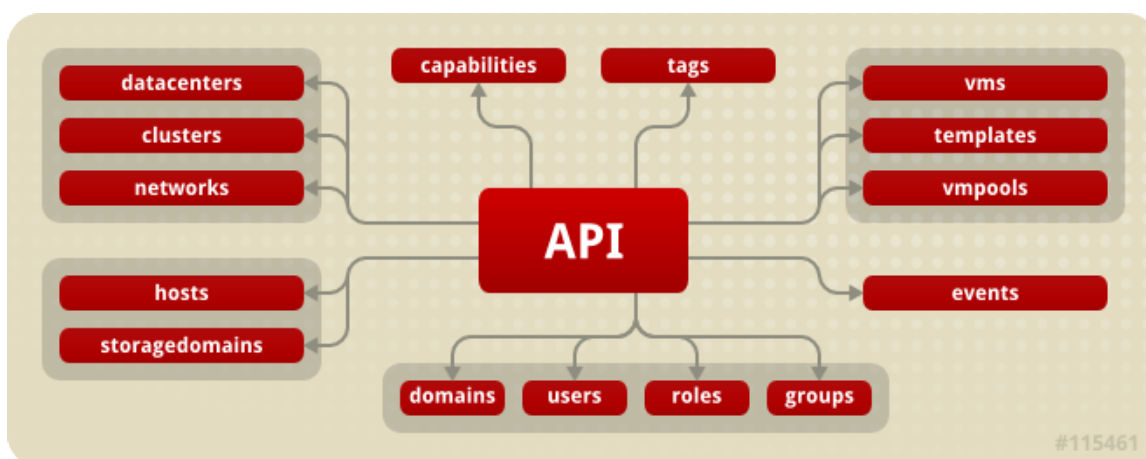 capabilities
tags
datacenters
clusters
networks
vms
templates
vmpools
API
hosts
storagedomains
events
domains
users
roles
groups
#115461